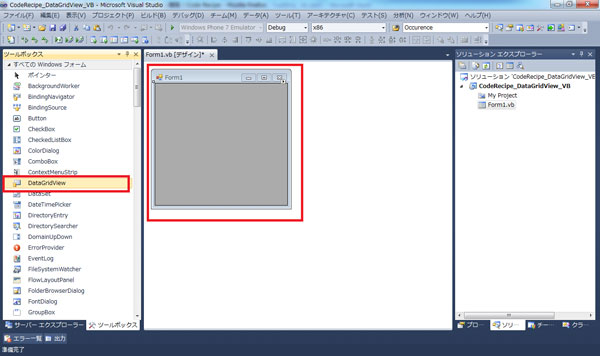 CodeRecipe_DataGridView_VB - Microsoft Visual Studio
ファイル(F) 編集(E) 表示(V) プロジェクト(P) ビルド(B) デバッグ(D) チーム(M) データ(A) ツール(T) アーキテクチャ(C) テスト(S) 分析(N) ウィンドウ(W) ヘルプ(H)
Windows Phone 7 Emulator Debug x86 Occurence
ツールボックス
すべての Windows フォーム
ポインター
BackgroundWorker
BindingNavigator
BindingSource
Button
CheckBox
CheckedListBox
ColorDialog
ComboBox
ContextMenuStrip
DataGridView
DataSet
DateTimePicker
DirectoryEntry
DirectorySearcher
DomainUpDown
ErrorProvider
EventLog
FileSystemWatcher
FlowLayoutPanel
FolderBrowserDialog
FontDialog
GroupBox
サーバー エクスプローラー ツールボックス
Form1.vb [デザイン]*
Form1
ソリューション エクスプローラー
ソリューション 'CodeRecipe_DataGridView_VB'
CodeRecipe_DataGridView_VB
My Project
Form1.vb
プロ... ソリ... チー... クラ...
エラー一覧 出力
準備完了